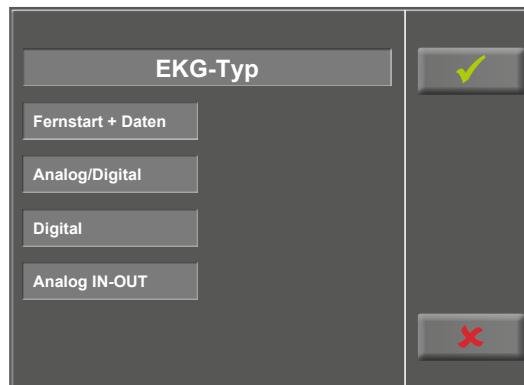 EKG-Typ
Fernstart + Daten
Analog/Digital
Digital
Analog IN-OUT